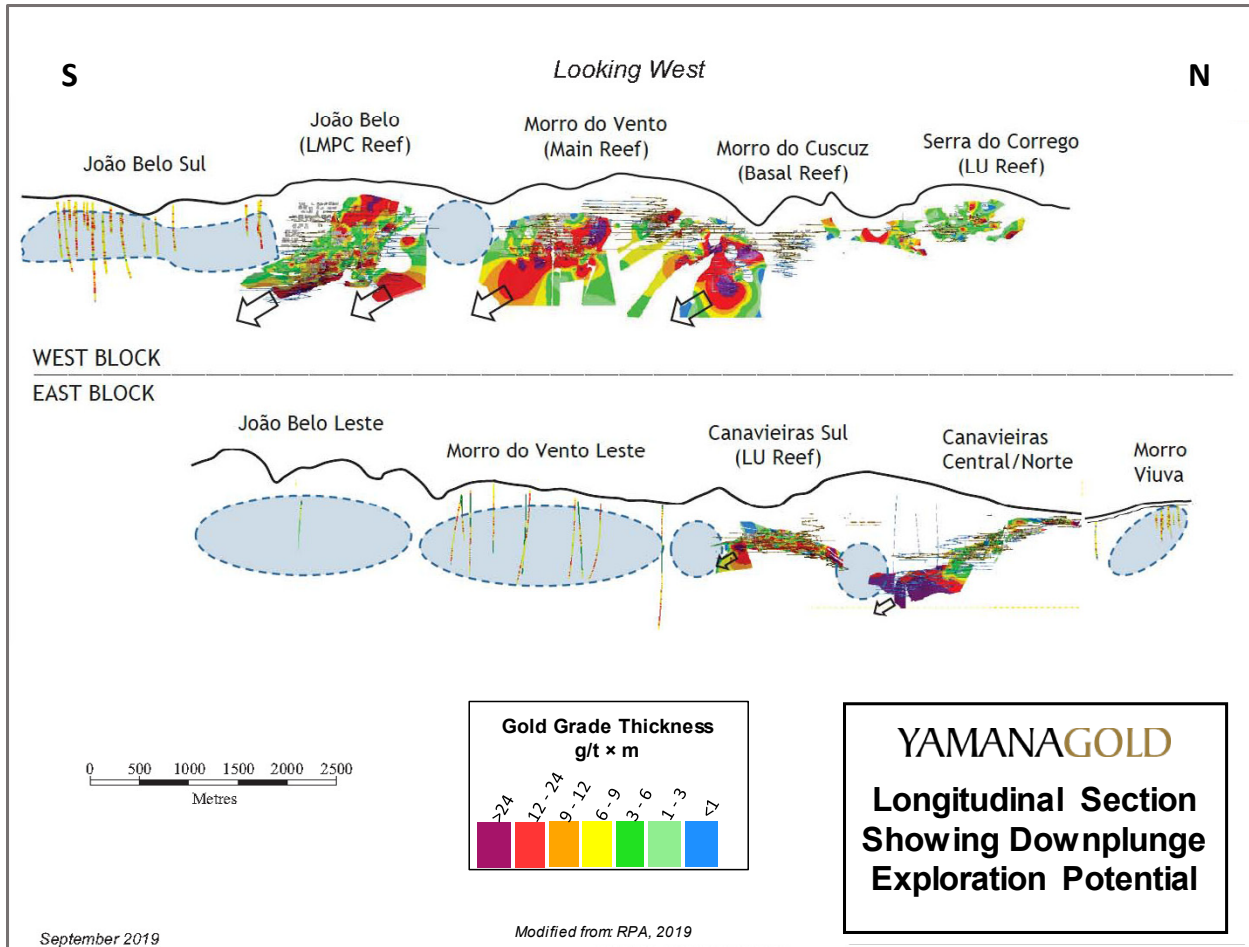 S
Looking West
N
João Belo Sul
João Belo
(LMPC Reef)
Morro do Vento
(Main Reef)
Morro do Cuscuz
(Basal Reef)
Serra do Corrego
(LU Reef)
WEST BLOCK
EAST BLOCK
João Belo Leste
Morro do Vento Leste
Canavieiras Sul
(LU Reef)
Canavieiras
Central/Norte
Morro
Viuva
0 500 1000 1500 2000 2500
Metres
Gold Grade Thickness
g/t × m
>24 12 - 24 9 - 12 6 - 9 3 - 6 1 - 3 <1
YAMANAGOLD
Longitudinal Section
Showing Downplunge
Exploration Potential
September 2019
Modified from: RPA, 2019